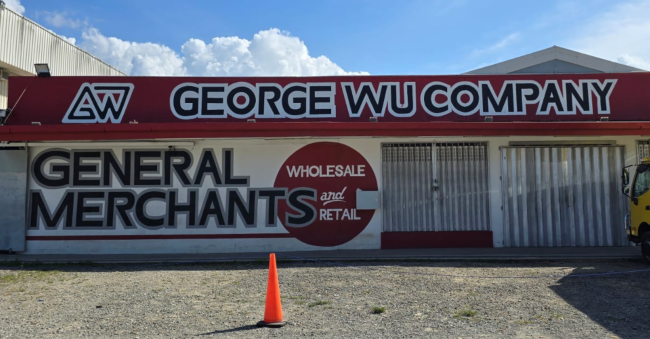 GW GEORGE WU COMPANY
GENERAL
MERCHANTS
WHOLESALE
and
RETAIL